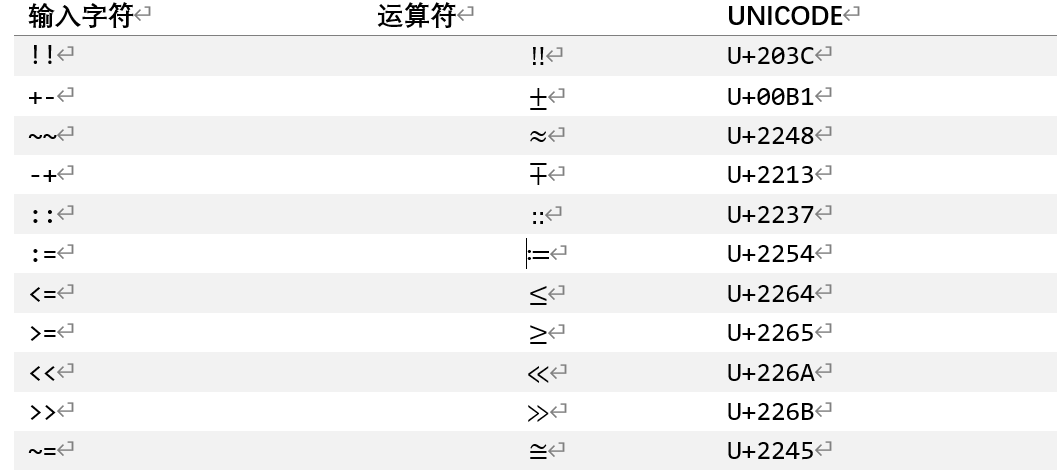 输入字符 运算符 UNICODE
!! ‼ U+203C
+- ± U+00B1
~~ ≈ U+2248
-+ ∓ U+2213
:: ∷ U+2237
:= ≔ U+2254
<= ≤ U+2264
>= ≥ U+2265
<< ≪ U+226A
>> ≫ U+226B
~= ≅ U+2245